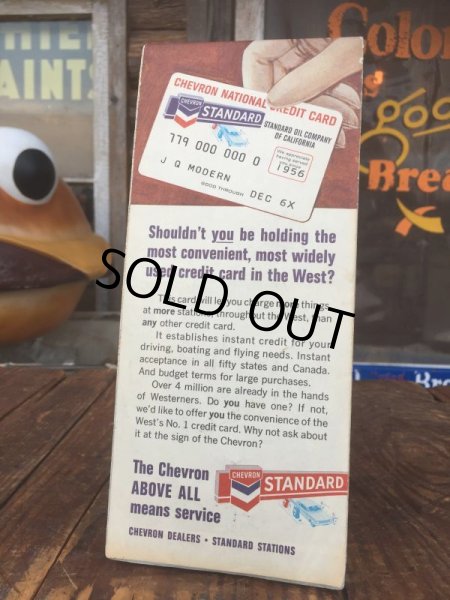 AINTS
Color
goo
Brea
CHEVRON NATIONAL CREDIT CARD
CHEVRON
STANDARD
STANDARD OIL COMPANY
OF CALIFORNIA
779 000 000 0
We appreciate
having served
you since
1956
J Q MODERN
GOOD THROUGH DEC 6X
Shouldn't you be holding the
most convenient, most widely
used credit card in the West?
SOLD OUT
This card will let you charge more things
at more stations, throughout the West, than
any other credit card.
It establishes instant credit for your
driving, boating and flying needs. Instant
acceptance in all fifty states and Canada.
And budget terms for large purchases.
Over 4 million are already in the hands
of Westerners. Do you have one? If not,
we'd like to offer you the convenience of the
West's No. 1 credit card. Why not ask about
it at the sign of the Chevron?
The Chevron
ABOVE ALL
means service
CHEVRON
STANDARD
CHEVRON DEALERS • STANDARD STATIONS